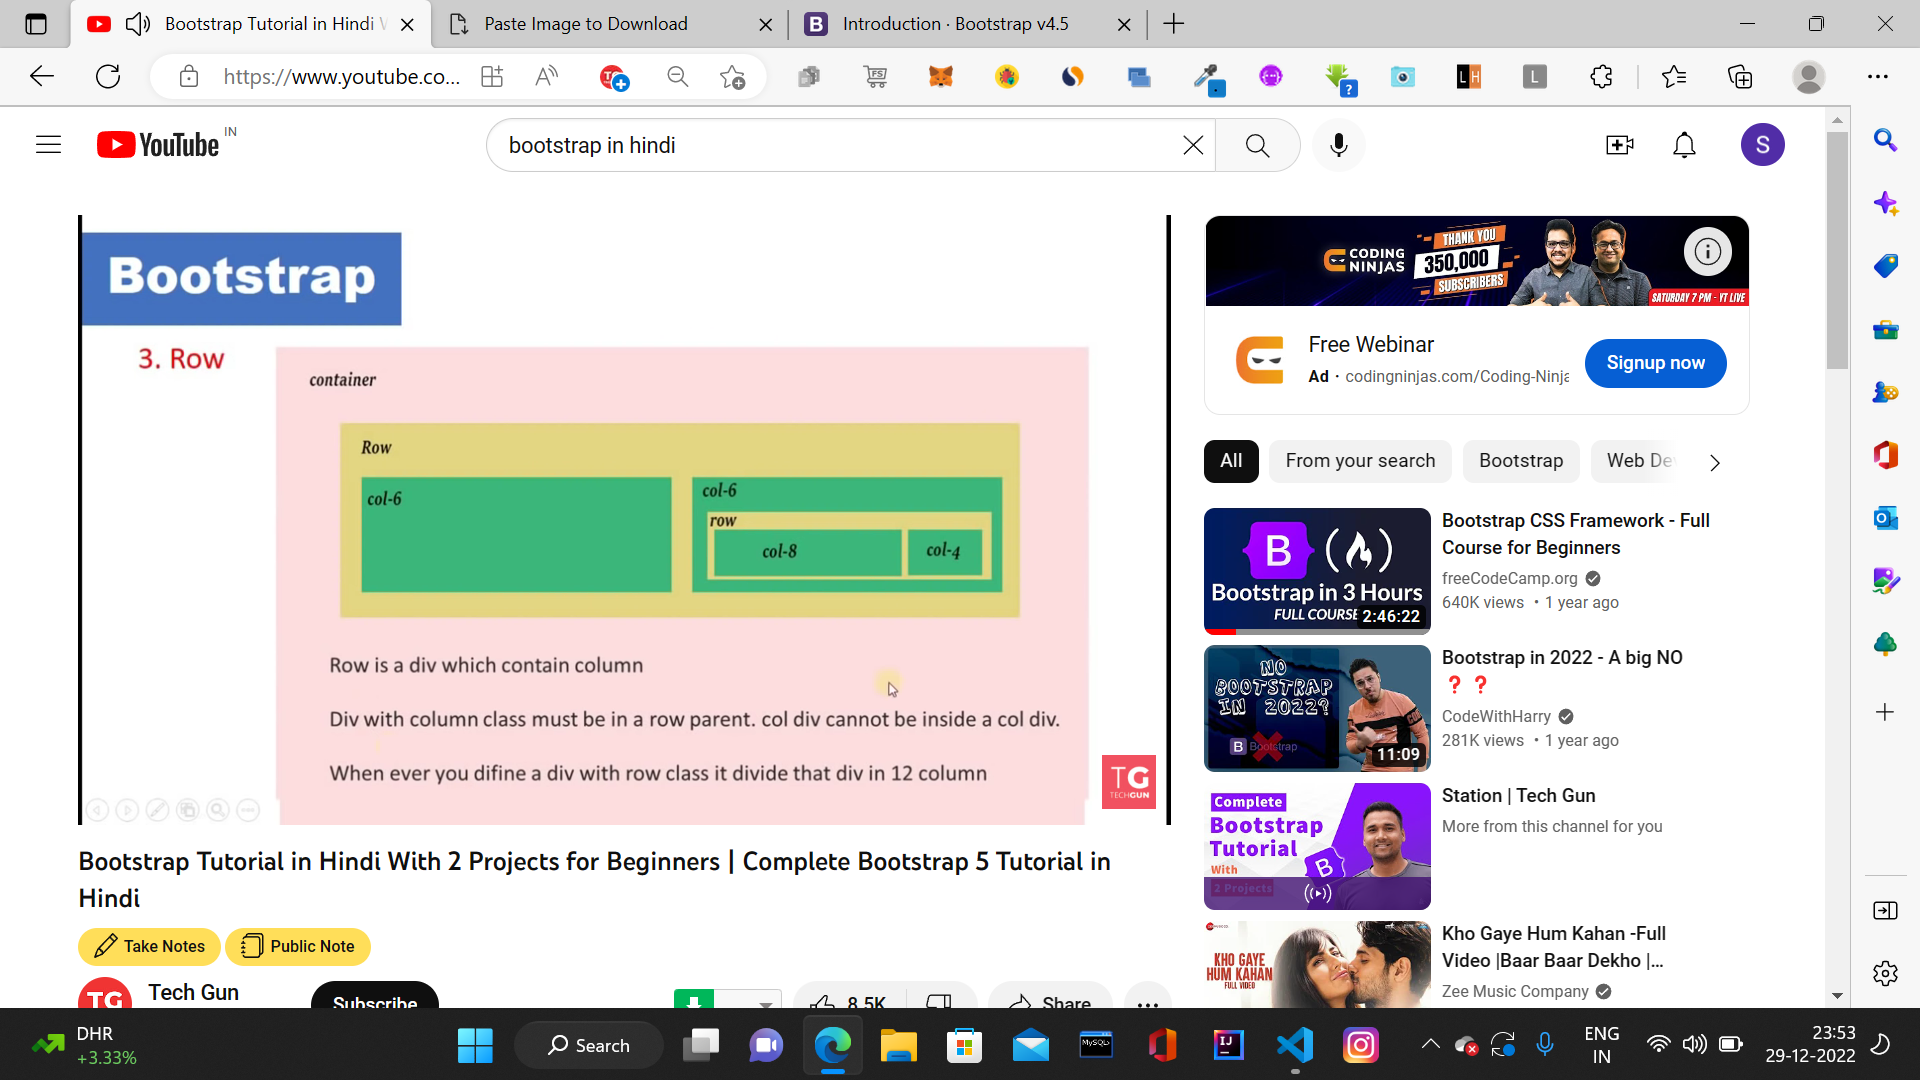 Bootstrap Tutorial in Hindi W
Paste Image to Download
Introduction · Bootstrap v4.5
https://www.youtube.co...
YouTube IN
bootstrap in hindi
S
Bootstrap
3. Row
container
Row
col-6
col-6
row
col-8
col-4
Row is a div which contain column
Div with column class must be in a row parent. col div cannot be inside a col div.
When ever you difine a div with row class it divide that div in 12 column
TG
TECHGUN
Bootstrap Tutorial in Hindi With 2 Projects for Beginners | Complete Bootstrap 5 Tutorial in
Hindi
Take Notes
Public Note
TG
Tech Gun
Subscribe
8.5K
Share
CODING
NINJAS
THANK YOU
350,000
SUBSCRIBERS
SATURDAY 7 PM - YT LIVE
Free Webinar
Ad · codingninjas.com/Coding-Ninja
Signup now
All
From your search
Bootstrap
Web De
B
Bootstrap in 3 Hours
FULL COURSE
2:46:22
Bootstrap CSS Framework - Full
Course for Beginners
freeCodeCamp.org
640K views • 1 year ago
NO
BOOTSTRAP
IN 2022?
B Bootstrap
11:09
Bootstrap in 2022 - A big NO
❓ ❓
CodeWithHarry
281K views • 1 year ago
Complete
Bootstrap
Tutorial
With
2 Projects
B
Station | Tech Gun
More from this channel for you
KHO GAYE
HUM KAHAN
FULL VIDEO
Kho Gaye Hum Kahan -Full
Video |Baar Baar Dekho |...
Zee Music Company
DHR
+3.33%
Search
MySQL
IJ
ENG
IN
23:53
29-12-2022